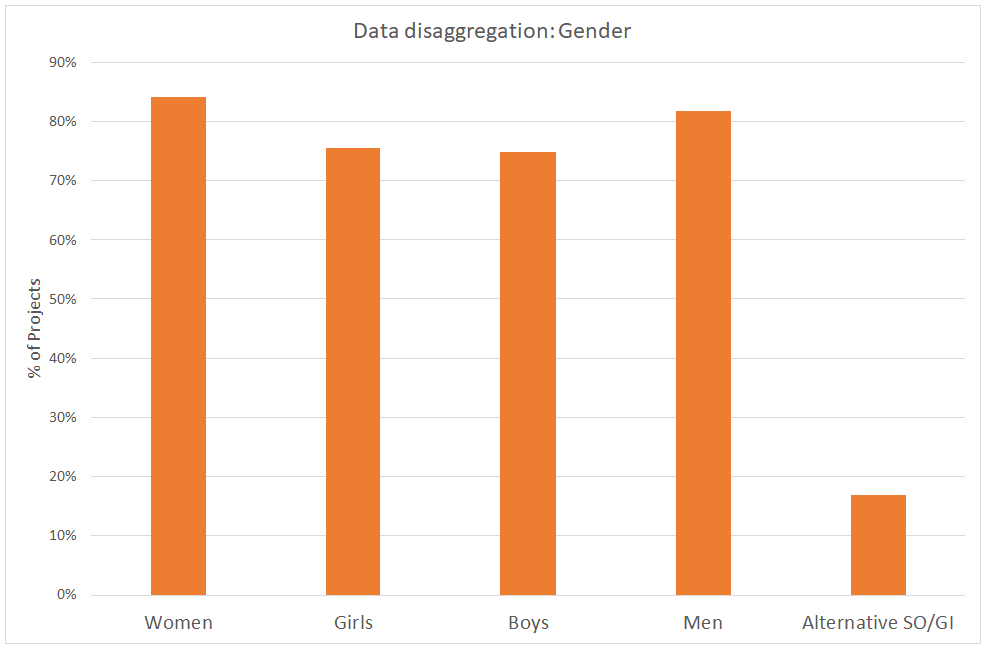 Data disaggregation: Gender
90%
80%
70%
60%
50%
40%
30%
20%
10%
0%
% of Projects
Women
Girls
Boys
Men
Alternative SO/GI